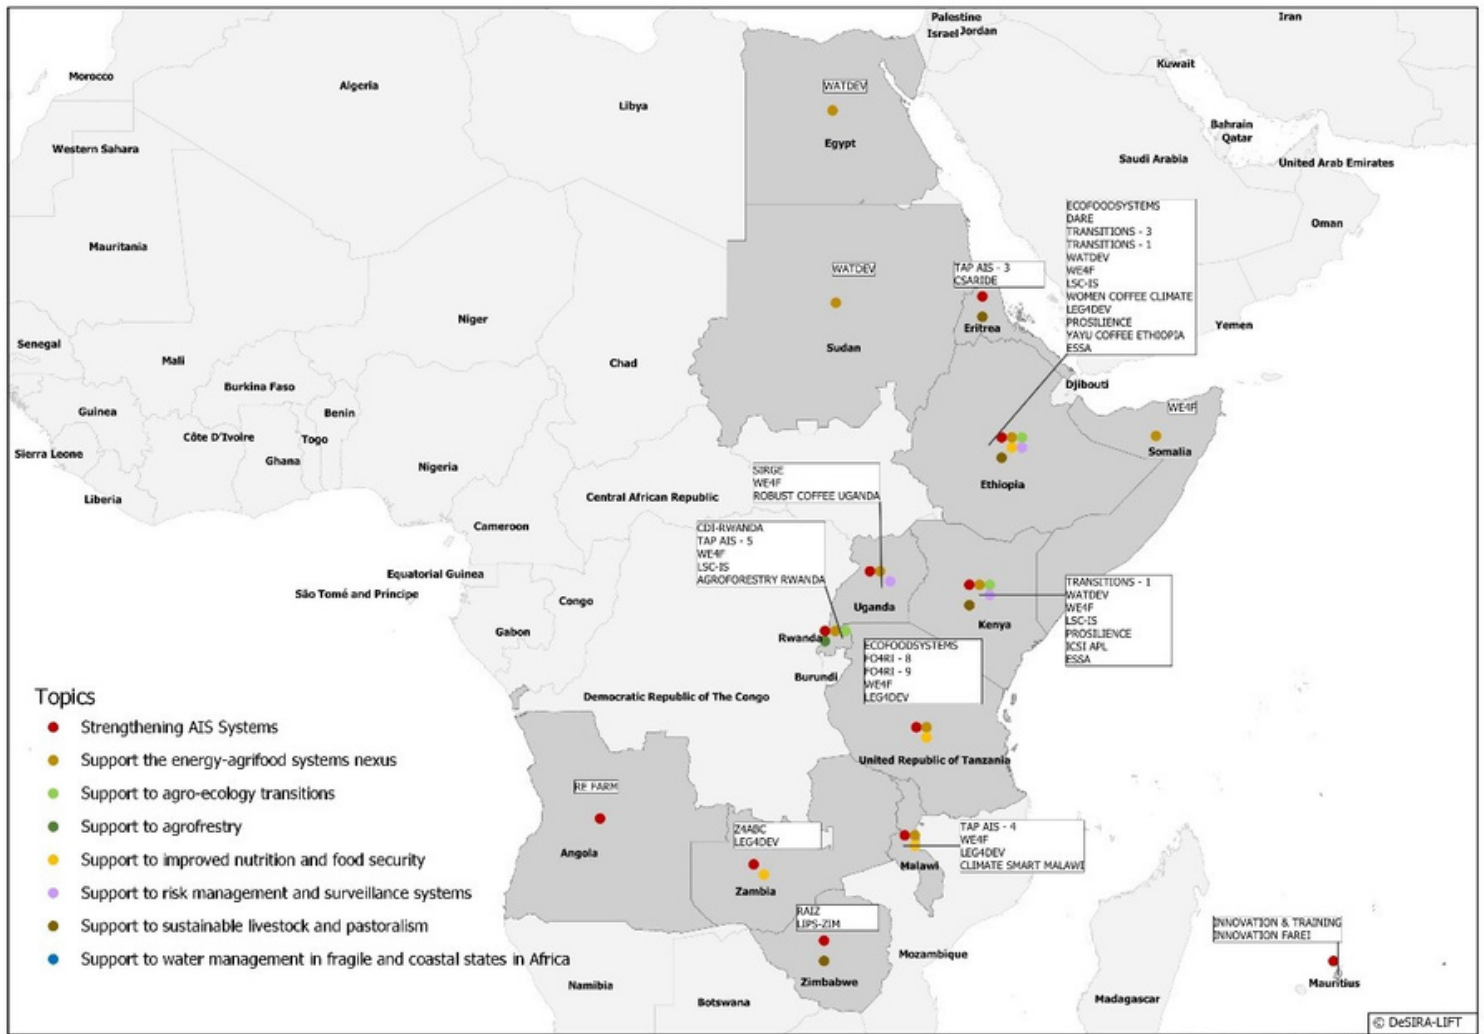 Palestine
Israel
Jordan
Iran
Morocco
Algeria
Libya
WATDEV
Egypt
Kuwait
Bahrain
Qatar
Saudi Arabia
United Arab Emirates
Western Sahara
Oman
Mauritania
ECOFOODSYSTEMS
DARE
TRANSITIONS - 3
TRANSITIONS - 1
WATDEV
WE4F
LSC-IS
WOMEN COFFEE CLIMATE
LEG4DEV
PROSILIENCE
YAYU COFFEE ETHIOPIA
ESSA
WATDEV
Sudan
TAP AIS - 3
CSARIDE
Eritrea
Yemen
Niger
Chad
Senegal
Mali
Burkina Faso
Djibouti
Guinea
Benin
Côte D'Ivoire
Togo
Ghana
Sierra Leone
Liberia
Nigeria
WE4F
Somalia
Ethiopia
SIRGE
WE4F
ROBUST COFFEE UGANDA
Central African Republic
Cameroon
CDI-RWANDA
TAP AIS - 5
WE4F
LSC-IS
AGROFORESTRY RWANDA
Equatorial Guinea
São Tomé and Principe
Congo
Gabon
Uganda
Kenya
TRANSITIONS - 1
WATDEV
WE4F
LSC-IS
PROSILIENCE
ICSI APL
ESSA
Rwanda
Burundi
ECOFOODSYSTEMS
FO4RI - 8
FO4RI - 9
WE4F
LEG4DEV
Democratic Republic of The Congo
United Republic of Tanzania
Topics
Strengthening AIS Systems
Support the energy-agrifood systems nexus
Support to agro-ecology transitions
Support to agrofrestry
Support to improved nutrition and food security
Support to risk management and surveillance systems
Support to sustainable livestock and pastoralism
Support to water management in fragile and coastal states in Africa
RE FARM
Angola
Z4ABC
LEG4DEV
Zambia
TAP AIS - 4
WE4F
LEG4DEV
CLIMATE SMART MALAWI
Malawi
RAIZ
LIPS-ZIM
Zimbabwe
Mozambique
INNOVATION & TRAINING
INNOVATION FAREI
Mauritius
Namibia
Botswana
Madagascar
© DeSIRA-LIFT